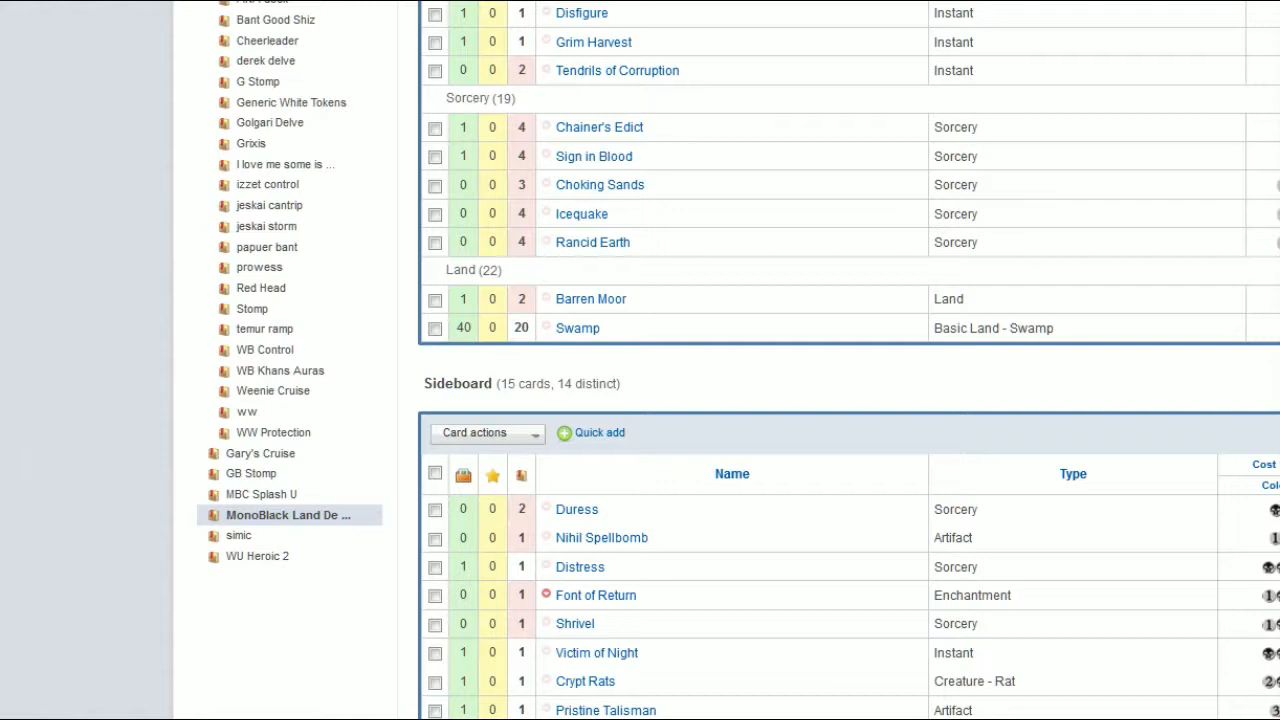 Bant Good Shiz
Cheerleader
derek delve
G Stomp
Generic White Tokens
Golgari Delve
Grixis
I love me some is ...
izzet control
jeskai cantrip
jeskai storm
papuer bant
prowess
Red Head
Stomp
temur ramp
WB Control
WB Khans Auras
Weenie Cruise
ww
WW Protection
Gary's Cruise
GB Stomp
MBC Splash U
MonoBlack Land De ...
simic
WU Heroic 2
1 0 1 Disfigure Instant
1 0 1 Grim Harvest Instant
0 0 2 Tendrils of Corruption Instant
Sorcery (19)
1 0 4 Chainer's Edict Sorcery
1 0 4 Sign in Blood Sorcery
0 0 3 Choking Sands Sorcery
0 0 4 Icequake Sorcery
0 0 4 Rancid Earth Sorcery
Land (22)
1 0 2 Barren Moor Land
40 0 20 Swamp Basic Land - Swamp
Sideboard (15 cards, 14 distinct)
Card actions Quick add
Name Type Cost
Col
0 0 2 Duress Sorcery
0 0 1 Nihil Spellbomb Artifact 1
1 0 1 Distress Sorcery
0 0 1 Font of Return Enchantment 1
0 0 1 Shrivel Sorcery 1
1 0 1 Victim of Night Instant
1 0 1 Crypt Rats Creature - Rat 2
1 0 1 Pristine Talisman Artifact 3